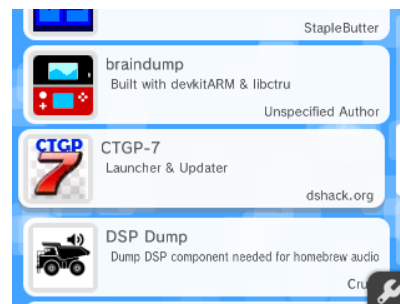 StapleButter
braindump
Built with devkitARM & libctru
Unspecified Author
CTGP
7
CTGP-7
Launcher & Updater
dshack.org
DSP Dump
Dump DSP component needed for homebrew audio